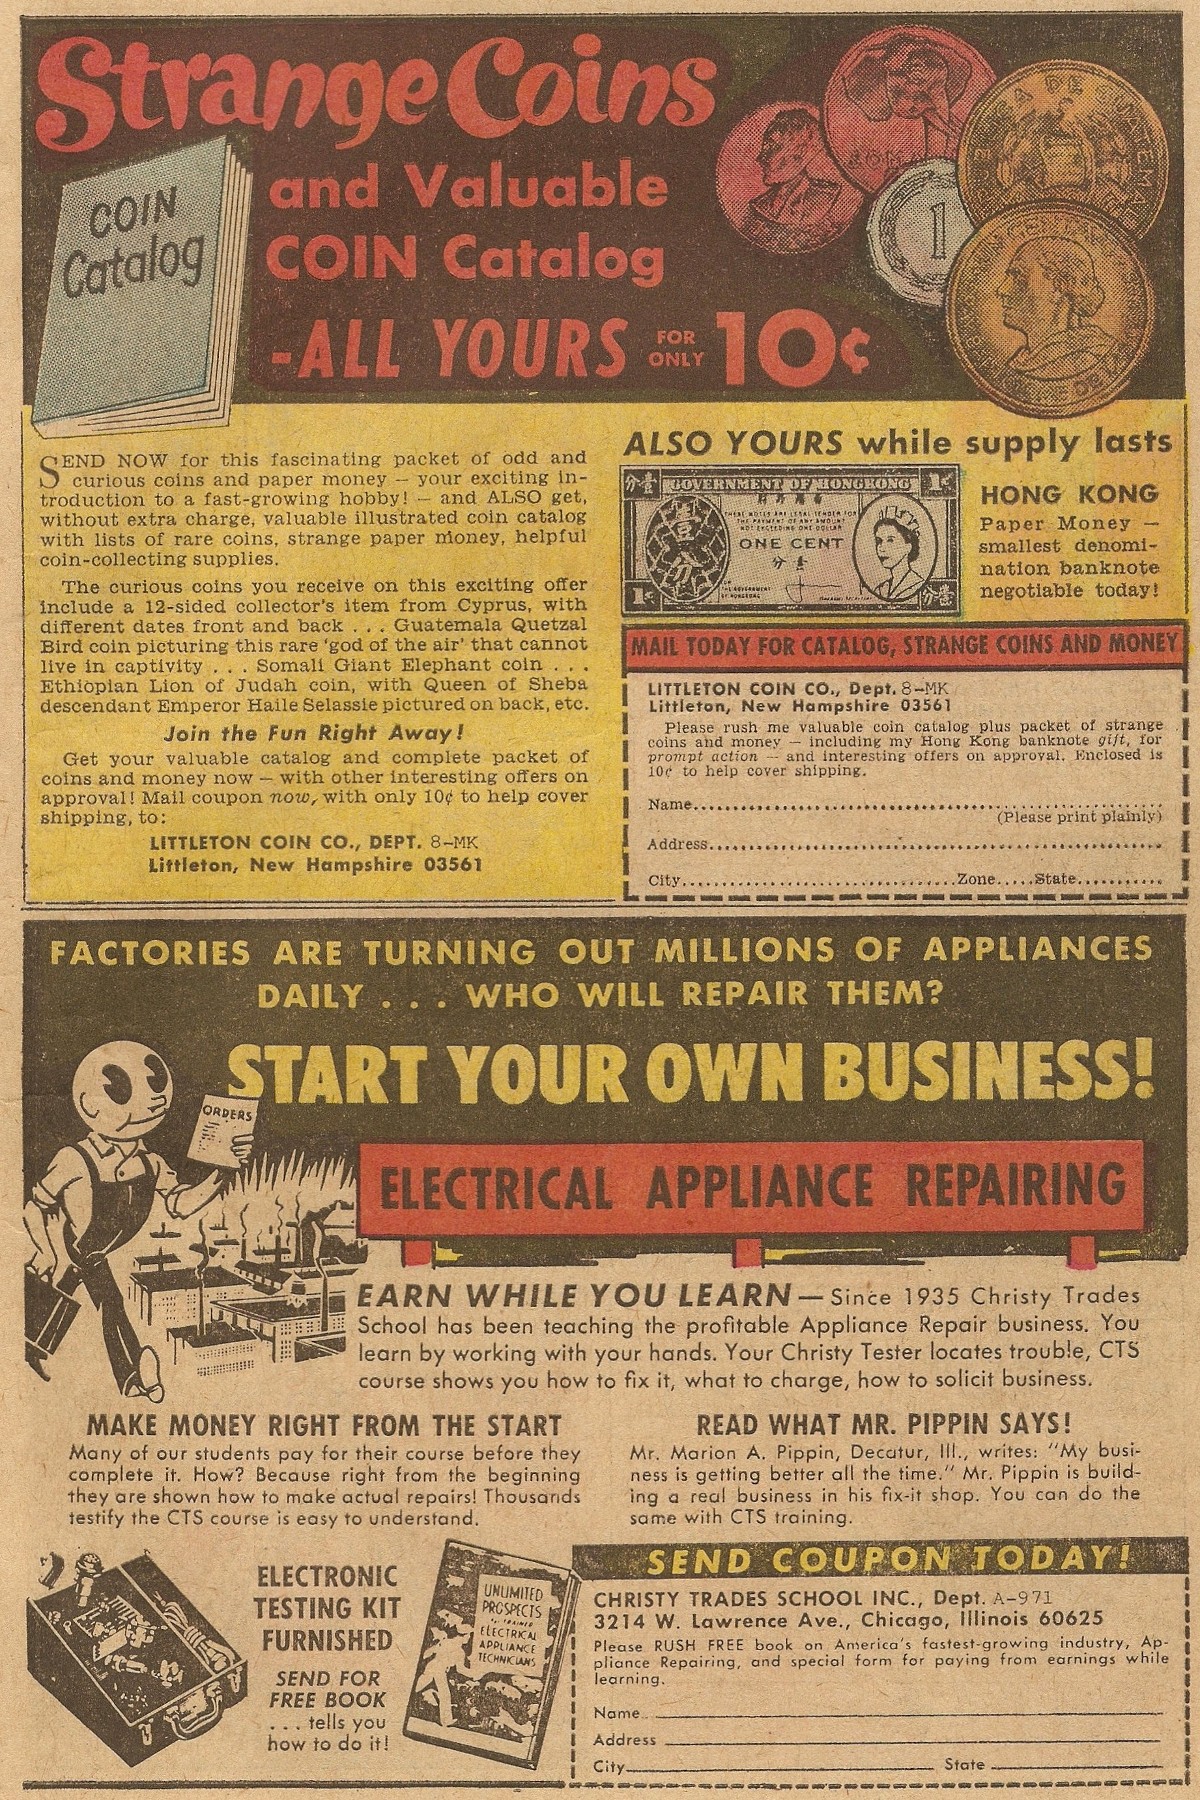 Strange Coins
and Valuable
COIN Catalog
-ALL YOURS FOR ONLY 10¢
COIN
Catalog
1
SEND NOW for this fascinating packet of odd and
curious coins and paper money — your exciting in-
troduction to a fast-growing hobby! — and ALSO get,
without extra charge, valuable illustrated coin catalog
with lists of rare coins, strange paper money, helpful
coin-collecting supplies.
The curious coins you receive on this exciting offer
include a 12-sided collector's item from Cyprus, with
different dates front and back . . . Guatemala Quetzal
Bird coin picturing this rare 'god of the air' that cannot
live in captivity . . . Somali Giant Elephant coin . . .
Ethiopian Lion of Judah coin, with Queen of Sheba
descendant Emperor Haile Selassie pictured on back, etc.
Join the Fun Right Away!
Get your valuable catalog and complete packet of
coins and money now — with other interesting offers on
approval! Mail coupon now, with only 10¢ to help cover
shipping, to:
LITTLETON COIN CO., DEPT. 8-MK
Littleton, New Hampshire 03561
ALSO YOURS while supply lasts
GOVERNMENT OF HONGKONG
THESE NOTES ARE LEGAL TENDER FOR
THE PAYMENT OF ANY AMOUNT
NOT EXCEEDING ONE DOLLAR
ONE CENT
1¢
HONG KONG
Paper Money —
smallest denomi-
nation banknote
negotiable today!
MAIL TODAY FOR CATALOG, STRANGE COINS AND MONEY
LITTLETON COIN CO., Dept. 8-MK
Littleton, New Hampshire 03561
Please rush me valuable coin catalog plus packet of strange
coins and money — including my Hong Kong banknote gift, for
prompt action — and interesting offers on approval. Enclosed is
10¢ to help cover shipping.
Name
(Please print plainly)
Address
City Zone State
FACTORIES ARE TURNING OUT MILLIONS OF APPLIANCES
DAILY . . . WHO WILL REPAIR THEM?
START YOUR OWN BUSINESS!
ORDERS
ELECTRICAL APPLIANCE REPAIRING
EARN WHILE YOU LEARN — Since 1935 Christy Trades
School has been teaching the profitable Appliance Repair business. You
learn by working with your hands. Your Christy Tester locates trouble, CTS
course shows you how to fix it, what to charge, how to solicit business.
MAKE MONEY RIGHT FROM THE START
Many of our students pay for their course before they
complete it. How? Because right from the beginning
they are shown how to make actual repairs! Thousands
testify the CTS course is easy to understand.
READ WHAT MR. PIPPIN SAYS!
Mr. Marion A. Pippin, Decatur, Ill., writes: "My busi-
ness is getting better all the time." Mr. Pippin is build-
ing a real business in his fix-it shop. You can do the
same with CTS training.
ELECTRONIC
TESTING KIT
FURNISHED
SEND FOR
FREE BOOK
. . . tells you
how to do it!
UNLIMITED
PROSPECTS
ELECTRICAL
APPLIANCE
TECHNICIANS
SEND COUPON TODAY!
CHRISTY TRADES SCHOOL INC., Dept. A-971
3214 W. Lawrence Ave., Chicago, Illinois 60625
Please RUSH FREE book on America's fastest-growing industry, Ap-
pliance Repairing, and special form for paying from earnings while
learning.
Name
Address
City State